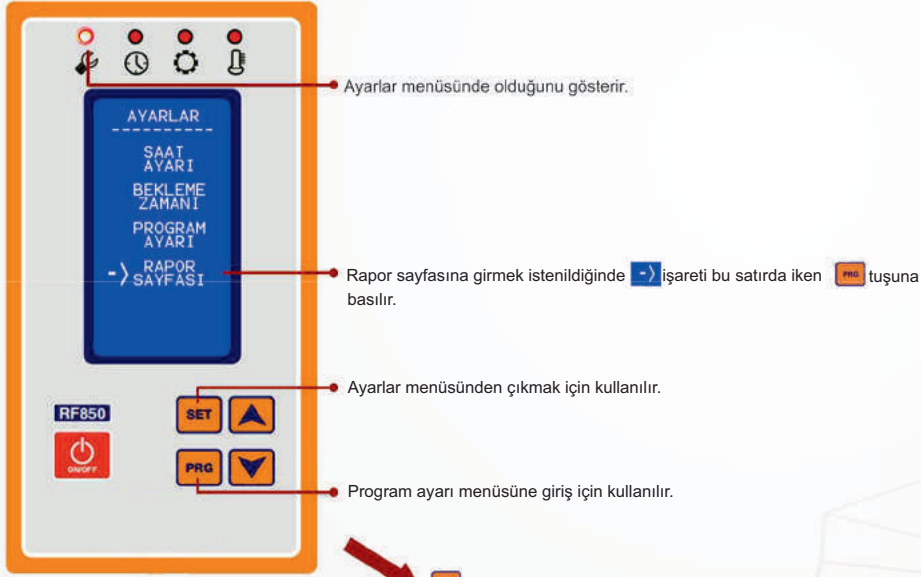 Ayarlar menüsünde olduğunu gösterir.
AYARLAR
SAAT
AYARI
BEKLEME
ZAMANI
PROGRAM
AYARI
-> RAPOR
SAYFASI
Rapor sayfasına girmek istenildiğinde -> işareti bu satırda iken PRG tuşuna
basılır.
Ayarlar menüsünden çıkmak için kullanılır.
RF850
SET
ON/OFF
PRG
Program ayarı menüsüne giriş için kullanılır.